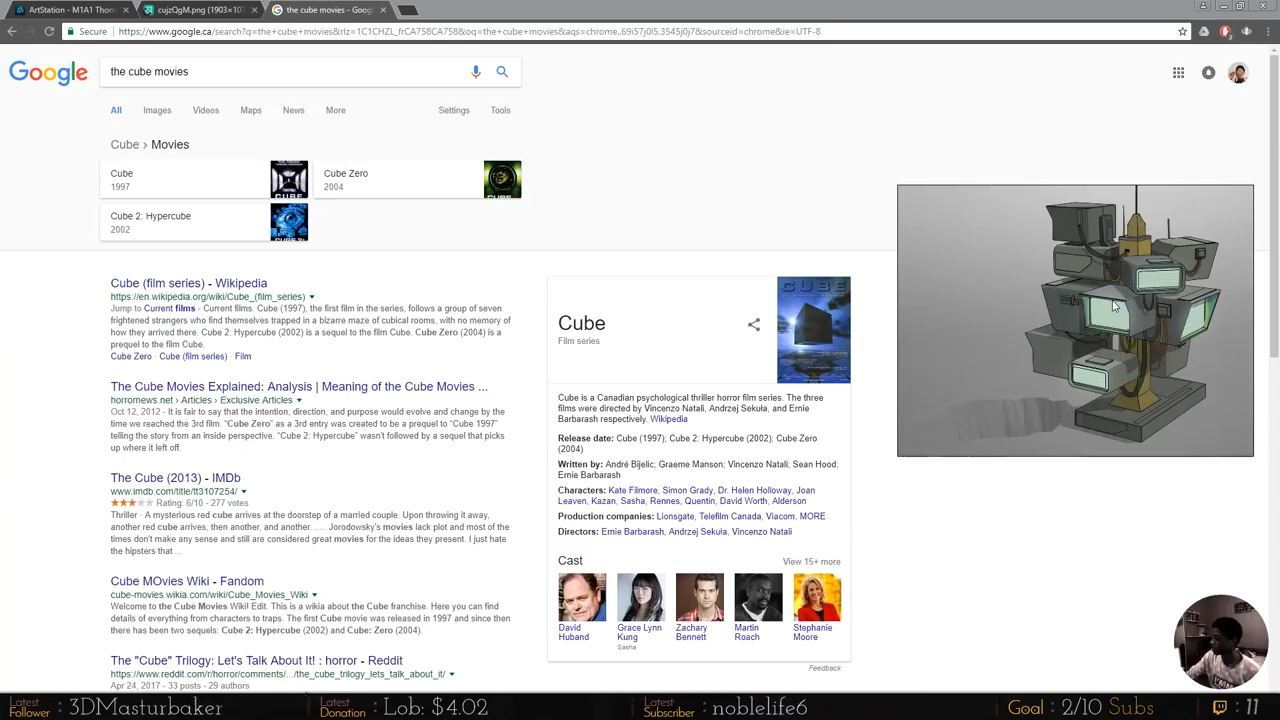 ArtStation - M1A1 Thom
cujzQgM.png (1903×107
the cube movies - Googl
Secure
https://www.google.ca/search?q=the+cube+movies&rlz=1C1CHZL_frCA758CA758&oq=the+cube+movies&aqs=chrome..69i57j0l5.3545j0j7&sourceid=chrome&ie=UTF-8
Google
the cube movies
All Images Videos Maps News More Settings Tools
Cube › Movies
Cube
1997
Cube Zero
2004
Cube 2: Hypercube
2002
Cube (film series) - Wikipedia
https://en.wikipedia.org/wiki/Cube_(film_series)
Jump to Current films - Current films. Cube (1997), the first film in the series, follows a group of seven
frightened strangers who find themselves trapped in a bizarre maze of cubical rooms, with no memory of
how they arrived there. Cube 2: Hypercube (2002) is a sequel to the film Cube. Cube Zero (2004) is a
prequel to the film Cube.
Cube Zero · Cube (film series) · Film
The Cube Movies Explained: Analysis | Meaning of the Cube Movies ...
horrornews.net › Articles › Exclusive Articles
Oct 12, 2012 - It is fair to say that the intention, direction, and purpose would evolve and change by the
time we reached the 3rd film. "Cube Zero" as a 3rd entry was created to be a prequel to "Cube 1997"
telling the story from an inside perspective. "Cube 2: Hypercube" wasn't followed by a sequel that picks
up where it left off.
The Cube (2013) - IMDb
www.imdb.com/title/tt3107254/
Rating: 6/10 - 277 votes
Thriller · A mysterious red cube arrives at the doorstep of a married couple. Upon throwing it away,
another red cube arrives, then another, and another. ..... Jorodowsky's movies lack plot and most of the
times don't make any sense and still are considered great movies for the ideas they present. I just hate
the hipsters that ...
Cube MOvies Wiki - Fandom
cube-movies.wikia.com/wiki/Cube_Movies_Wiki
Welcome to the Cube Movies Wiki! Edit. This is a wikia about the Cube franchise. Here you can find
details of everything from characters to traps. The first Cube movie was released in 1997 and since then
there has been two sequels: Cube 2: Hypercube (2002) and Cube: Zero (2004).
The "Cube" Trilogy: Let's Talk About It! : horror - Reddit
https://www.reddit.com/r/horror/comments/.../the_cube_trilogy_lets_talk_about_it/
Apr 24, 2017 - 33 posts - 29 authors
Cube
Film series
CUBE
Cube is a Canadian psychological thriller horror film series. The three
films were directed by Vincenzo Natali, Andrzej Sekuła, and Ernie
Barbarash respectively. Wikipedia
Release date: Cube (1997); Cube 2: Hypercube (2002); Cube Zero
(2004)
Written by: André Bijelic; Graeme Manson; Vincenzo Natali; Sean Hood;
Ernie Barbarash
Characters: Kate Filmore, Simon Grady, Dr. Helen Holloway, Joan
Leaven, Kazan, Sasha, Rennes, Quentin, David Worth, Alderson
Production companies: Lionsgate, Telefilm Canada, Viacom, MORE
Directors: Ernie Barbarash, Andrzej Sekuła, Vincenzo Natali
Cast
View 15+ more
David
Huband
Grace Lynn
Kung
Sasha
Zachary
Bennett
Martin
Roach
Stephanie
Moore
Feedback
Latest Follower : 3DMasturbaker
Latest Donation : Lob: $4.02
Latest Subscriber : noblelife6
Goal : 2/10 Subs
: 11